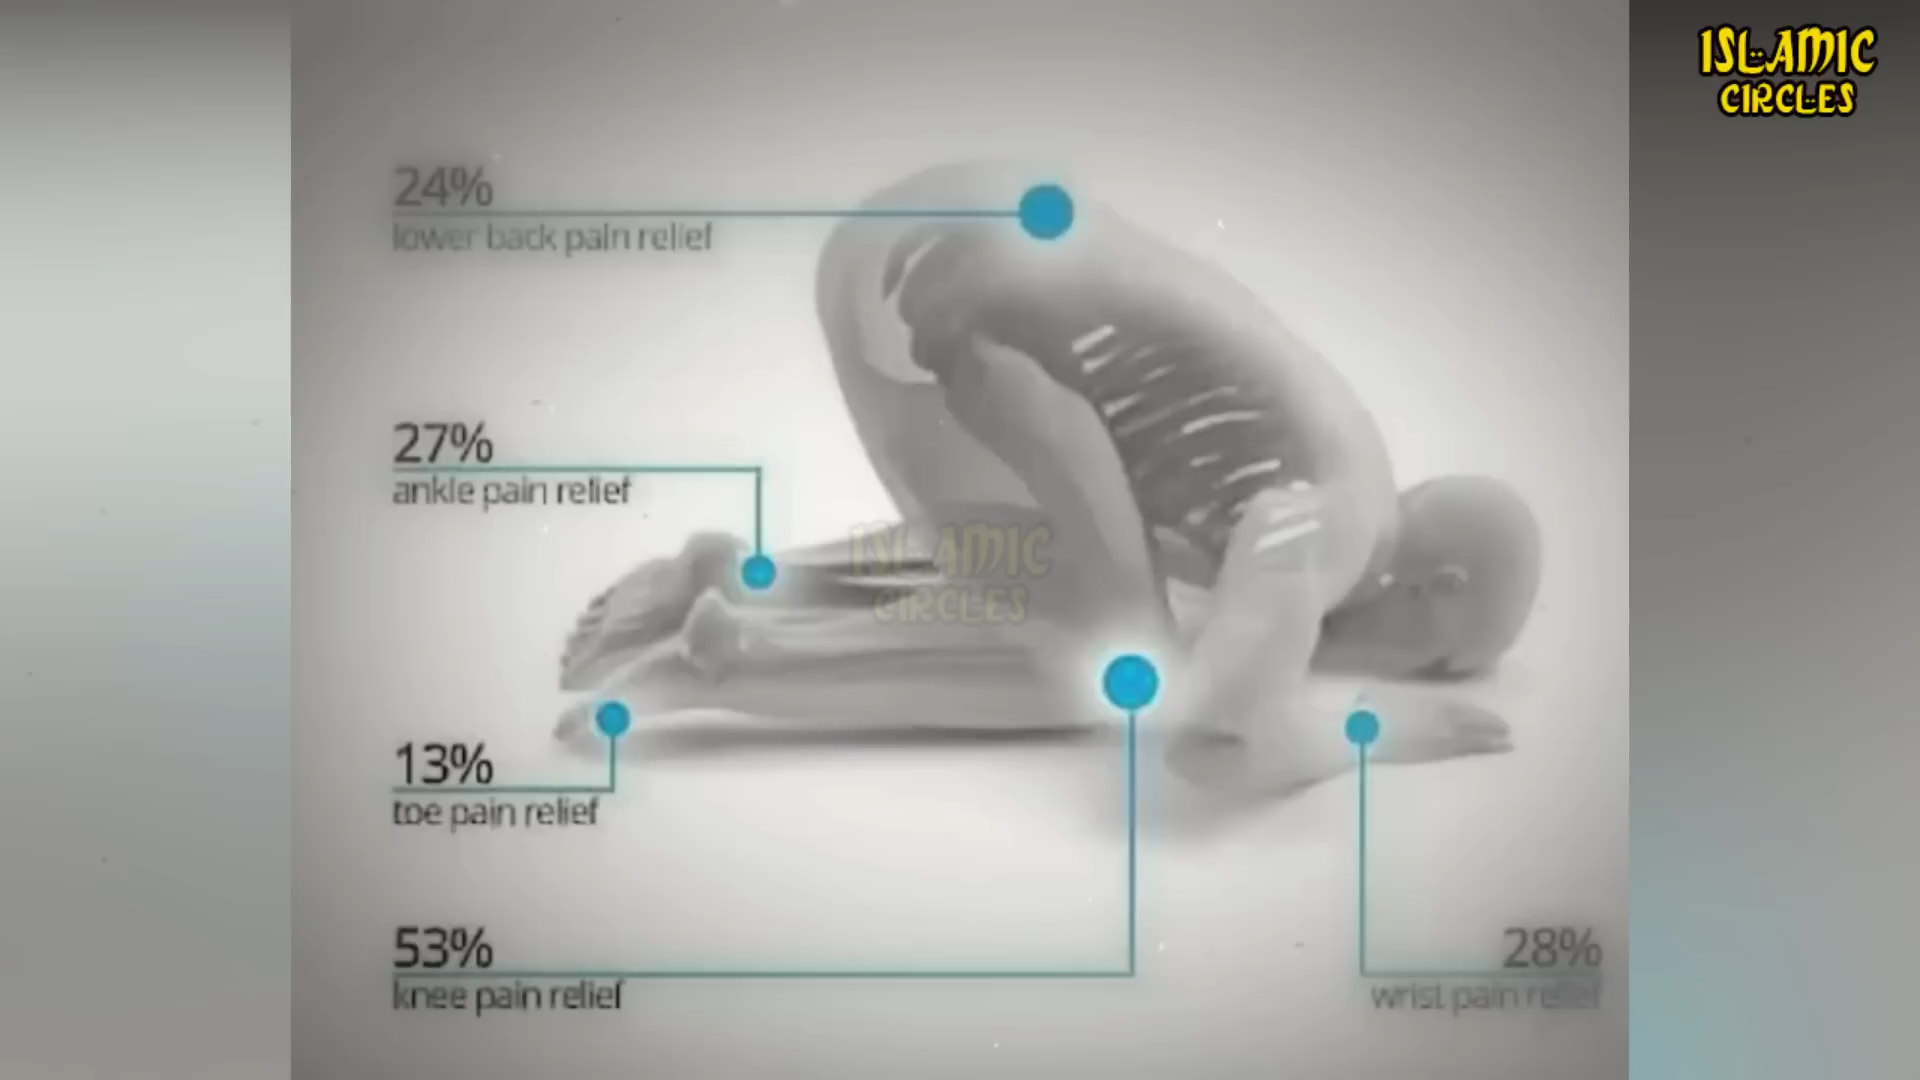 ISLAMIC
CIRCLES
24%
lower back pain relief
27%
ankle pain relief
ISLAMIC
CIRCLES
13%
toe pain relief
53%
knee pain relief
28%
wrist pain relief